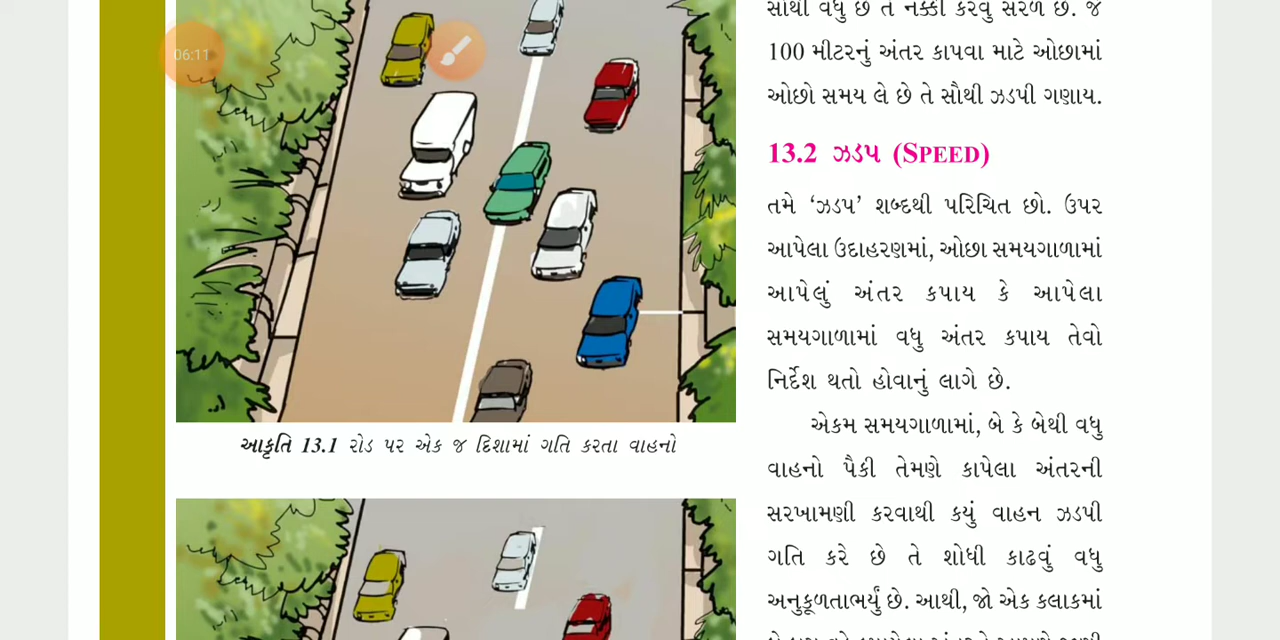 06:11
સૌથી વધુ છે તે નક્કી કરવું સરળ છે. જે
100 મીટરનું અંતર કાપવા માટે ઓછામાં
ઓછો સમય લે છે તે સૌથી ઝડપી ગણાય.
13.2 ઝડપ (SPEED)
તમે ‘ઝડપ’ શબ્દથી પરિચિત છો. ઉપર
આપેલા ઉદાહરણમાં, ઓછા સમયગાળામાં
આપેલું અંતર કપાય કે આપેલા
સમયગાળામાં વધુ અંતર કપાય તેવો
નિર્દેશ થતો હોવાનું લાગે છે.
એકમ સમયગાળામાં, બે કે બેથી વધુ
વાહનો પૈકી તેમણે કાપેલા અંતરની
સરખામણી કરવાથી કયું વાહન ઝડપી
ગતિ કરે છે તે શોધી કાઢવું વધુ
અનુકૂળતાભર્યું છે. આથી, જો એક કલાકમાં
આકૃતિ 13.1 રોડ પર એક જ દિશામાં ગતિ કરતા વાહનો